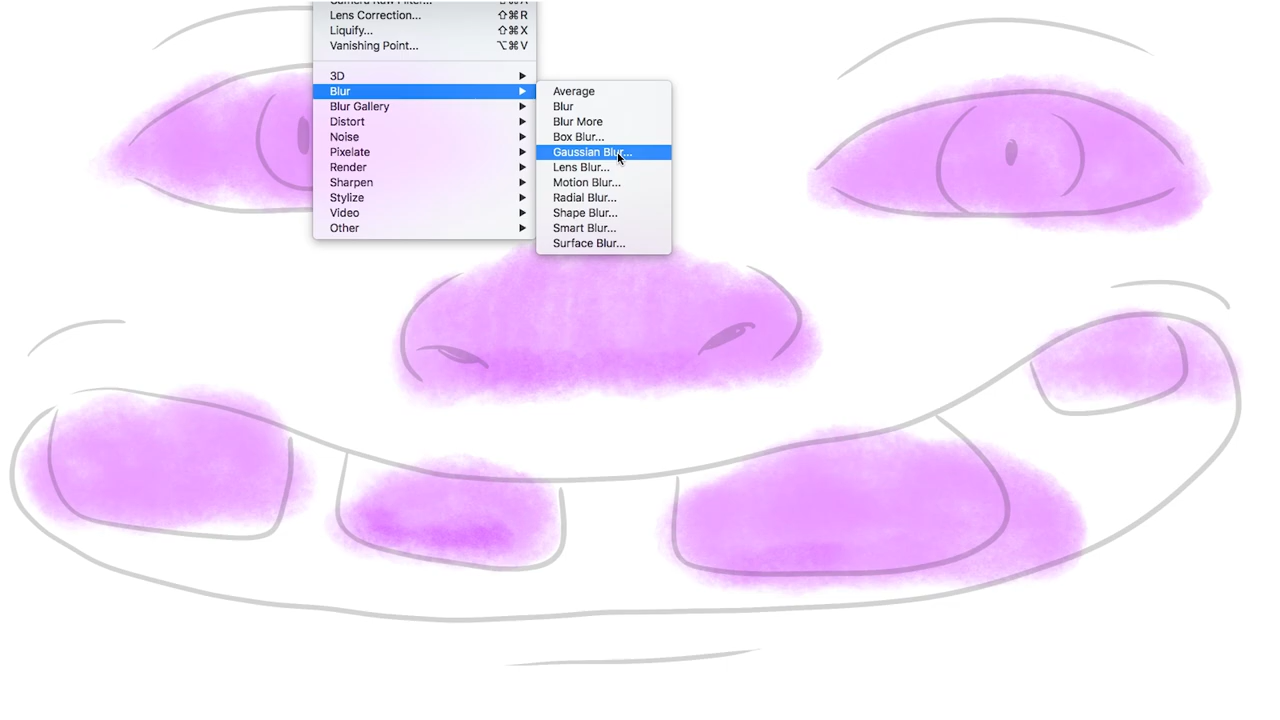 Lens Correction... ⇧⌘R
Liquify... ⇧⌘X
Vanishing Point... ⌥⌘V
3D
Blur
Blur Gallery
Distort
Noise
Pixelate
Render
Sharpen
Stylize
Video
Other
Average
Blur
Blur More
Box Blur...
Gaussian Blur...
Lens Blur...
Motion Blur...
Radial Blur...
Shape Blur...
Smart Blur...
Surface Blur...